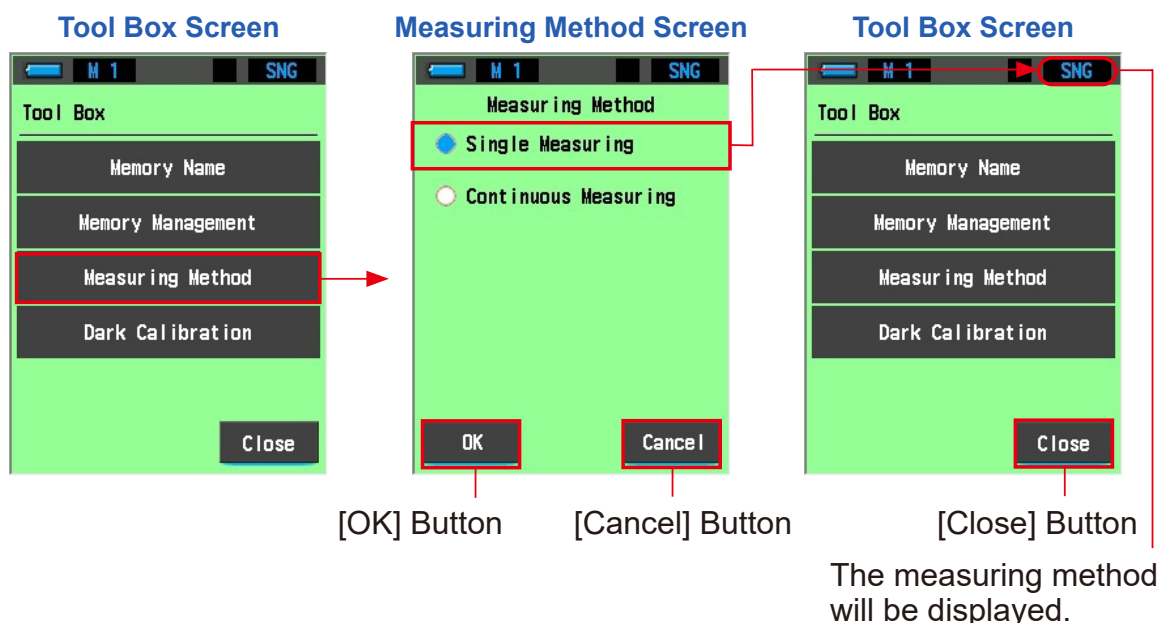 Tool Box Screen
M 1 SNG
Tool Box
Memory Name
Memory Management
Measuring Method
Dark Calibration
Close
Measuring Method Screen
M 1 SNG
Measuring Method
Single Measuring
Continuous Measuring
OK Cancel
[OK] Button [Cancel] Button
Tool Box Screen
M 1 SNG
Tool Box
Memory Name
Memory Management
Measuring Method
Dark Calibration
Close
[Close] Button
The measuring method
will be displayed.